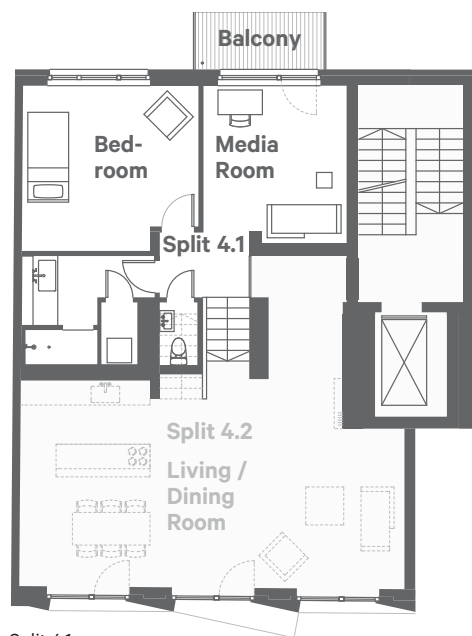 Balcony
Bed-
room
Media
Room
Split 4.1
Split 4.2
Living /
Dining
Room
Split 4.1